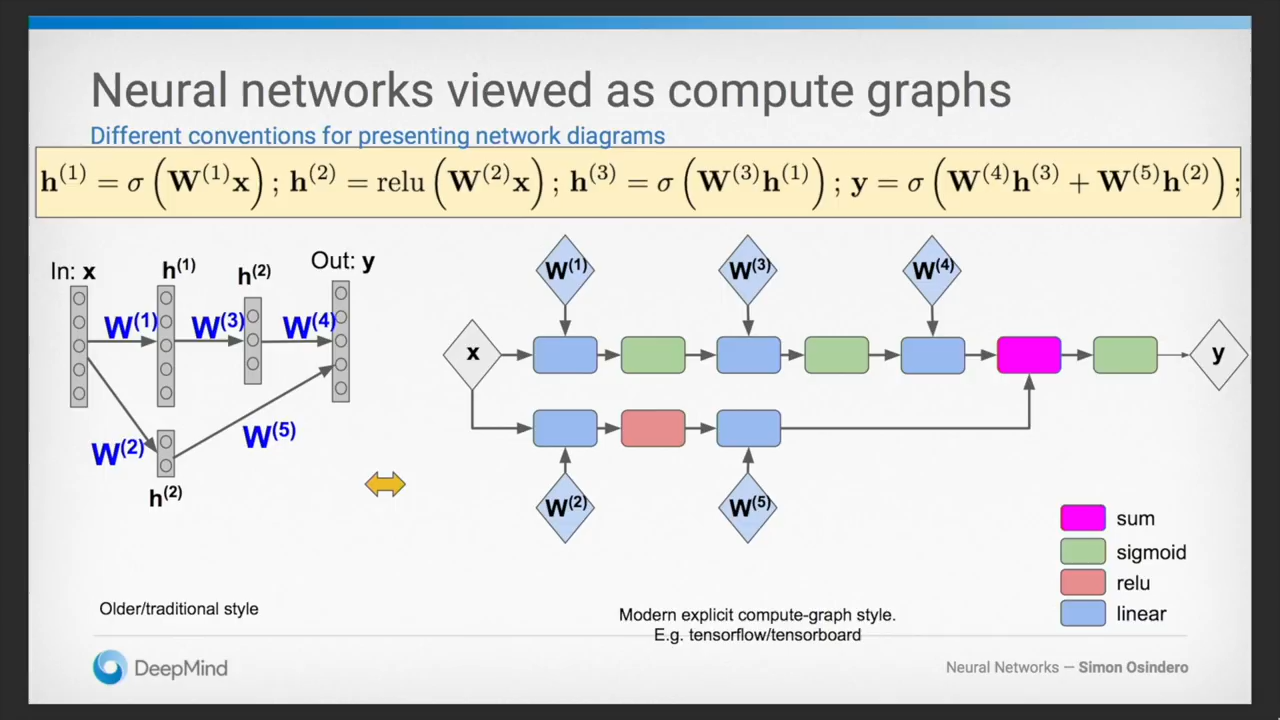 Neural networks viewed as compute graphs
Different conventions for presenting network diagrams
h^(1) = σ (W^(1)x) ; h^(2) = relu (W^(2)x) ; h^(3) = σ (W^(3)h^(1)) ; y = σ (W^(4)h^(3) + W^(5)h^(2)) ;
In: x
h^(1)
h^(2)
Out: y
W^(1)
W^(3)
W^(4)
W^(2)
W^(5)
h^(2)
Older/traditional style
W^(1)
W^(3)
W^(4)
x
y
W^(2)
W^(5)
sum
sigmoid
relu
linear
Modern explicit compute-graph style.
E.g. tensorflow/tensorboard
DeepMind
Neural Networks — Simon Osindero